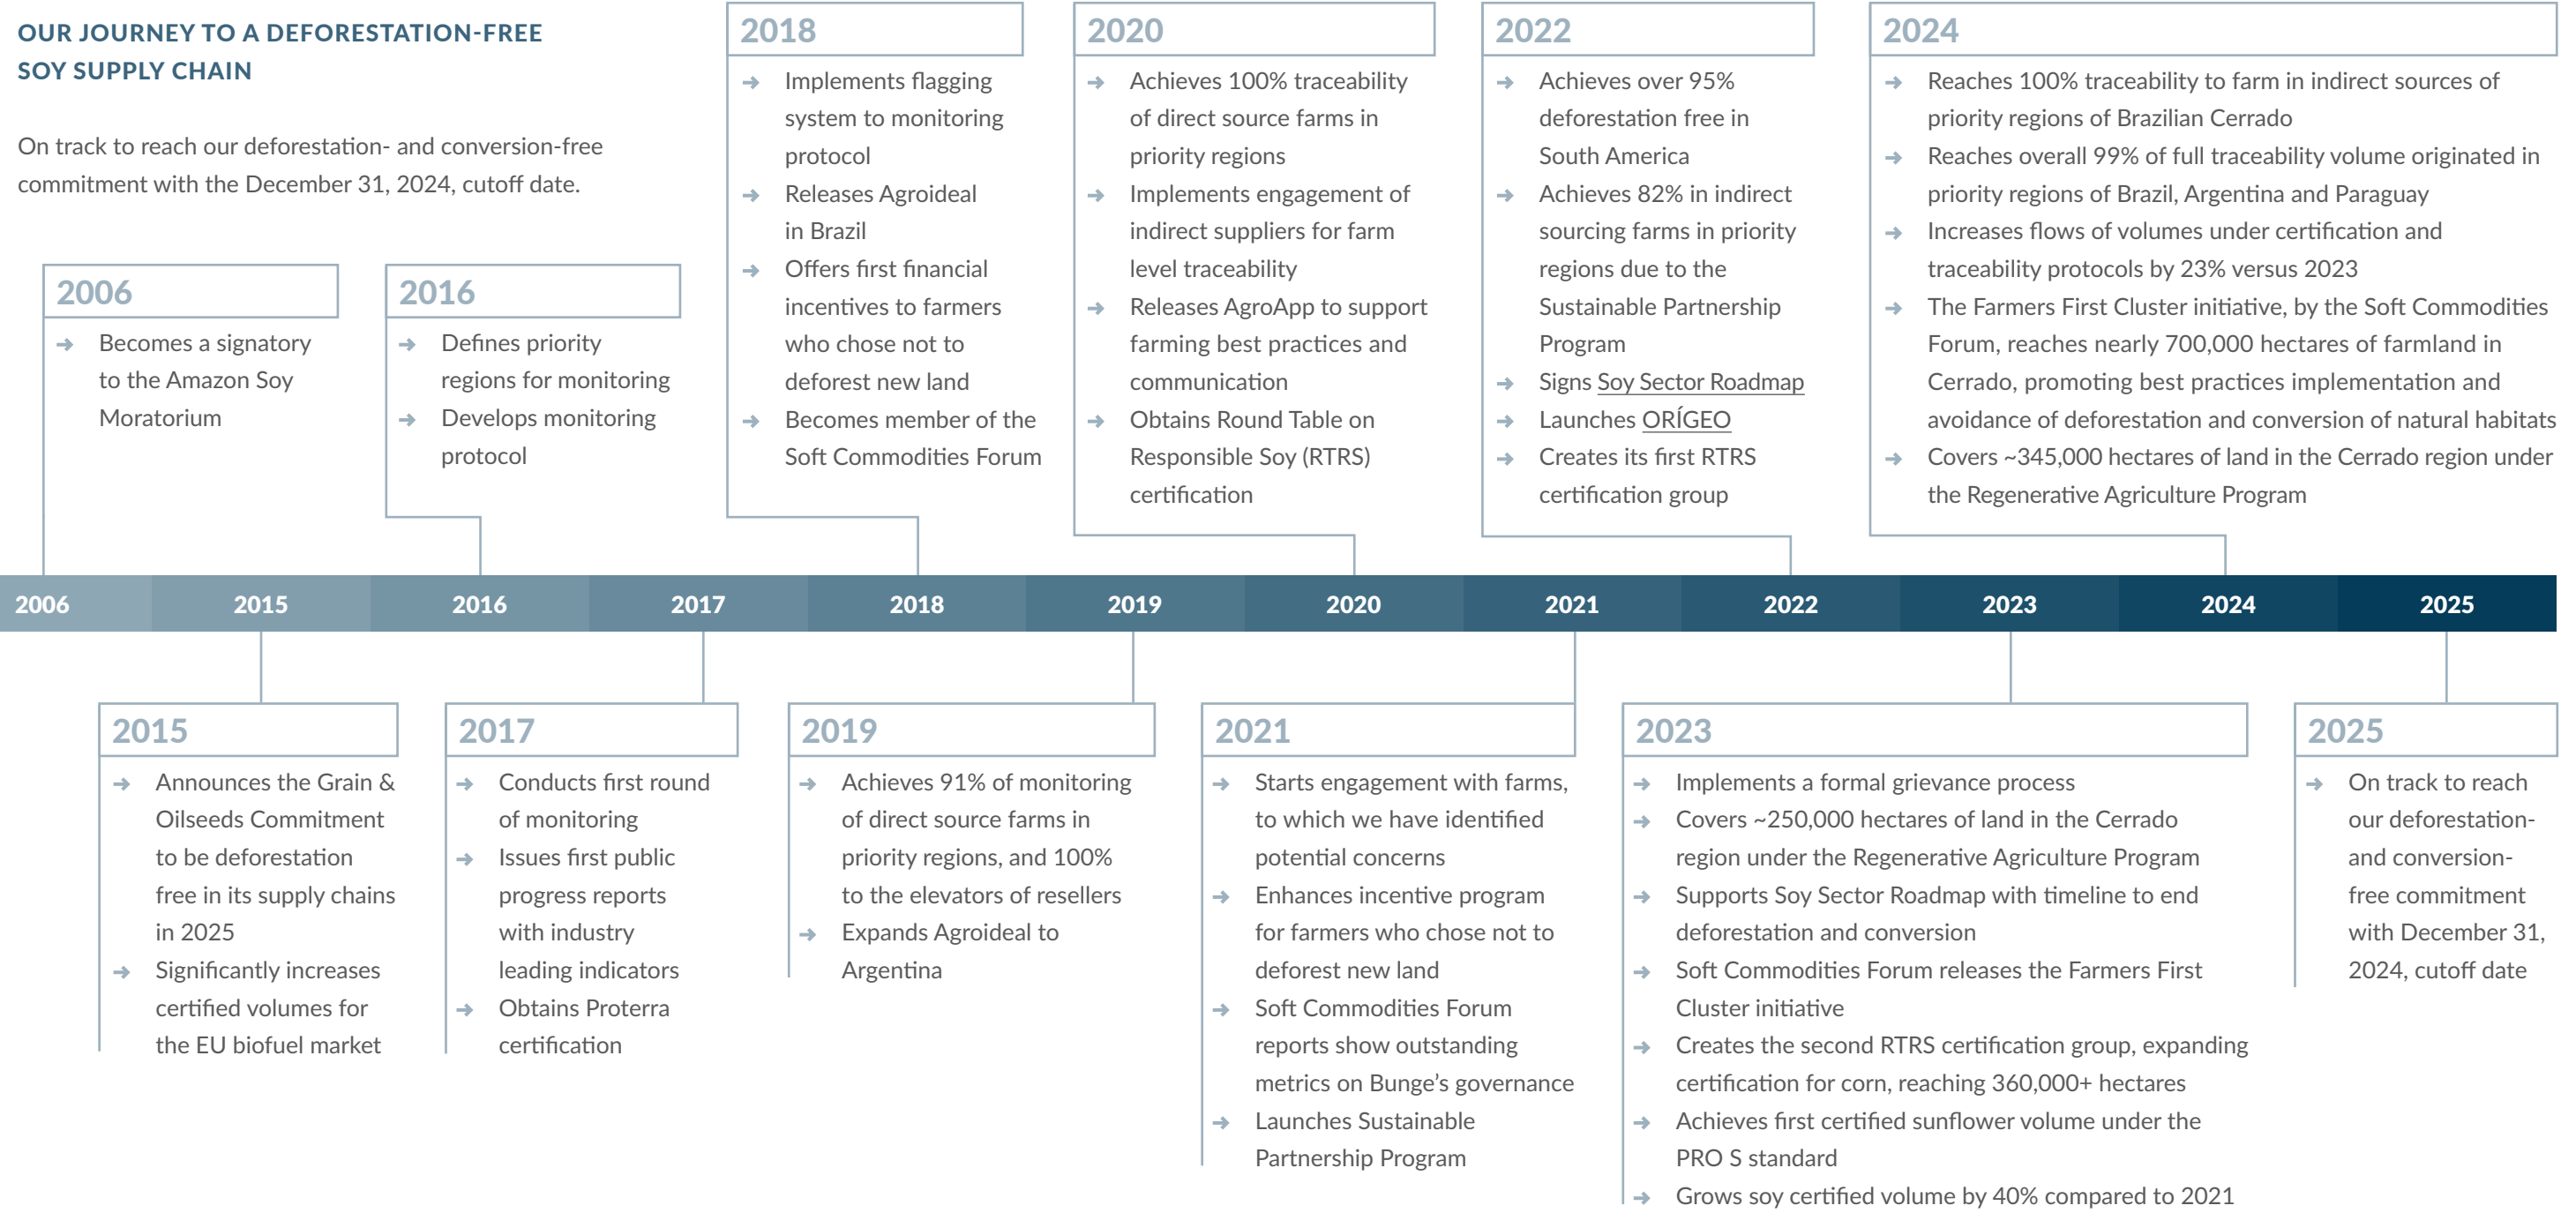 OUR JOURNEY TO A DEFORESTATION-FREE
SOY SUPPLY CHAIN
On track to reach our deforestation- and conversion-free
commitment with the December 31, 2024, cutoff date.
2006
→ Becomes a signatory
to the Amazon Soy
Moratorium
2016
→ Defines priority
regions for monitoring
→ Develops monitoring
protocol
2018
→ Implements flagging
system to monitoring
protocol
→ Releases Agroideal
in Brazil
→ Offers first financial
incentives to farmers
who chose not to
deforest new land
→ Becomes member of the
Soft Commodities Forum
2020
→ Achieves 100% traceability
of direct source farms in
priority regions
→ Implements engagement of
indirect suppliers for farm
level traceability
→ Releases AgroApp to support
farming best practices and
communication
→ Obtains Round Table on
Responsible Soy (RTRS)
certification
2022
→ Achieves over 95%
deforestation free in
South America
→ Achieves 82% in indirect
sourcing farms in priority
regions due to the
Sustainable Partnership
Program
→ Signs Soy Sector Roadmap
→ Launches ORÍGEO
→ Creates its first RTRS
certification group
2024
→ Reaches 100% traceability to farm in indirect sources of
priority regions of Brazilian Cerrado
→ Reaches overall 99% of full traceability volume originated in
priority regions of Brazil, Argentina and Paraguay
→ Increases flows of volumes under certification and
traceability protocols by 23% versus 2023
→ The Farmers First Cluster initiative, by the Soft Commodities
Forum, reaches nearly 700,000 hectares of farmland in
Cerrado, promoting best practices implementation and
avoidance of deforestation and conversion of natural habitats
→ Covers ~345,000 hectares of land in the Cerrado region under
the Regenerative Agriculture Program
2006 2015 2016 2017 2018 2019 2020 2021 2022 2023 2024 2025
2015
→ Announces the Grain &
Oilseeds Commitment
to be deforestation
free in its supply chains
in 2025
→ Significantly increases
certified volumes for
the EU biofuel market
2017
→ Conducts first round
of monitoring
→ Issues first public
progress reports
with industry
leading indicators
→ Obtains Proterra
certification
2019
→ Achieves 91% of monitoring
of direct source farms in
priority regions, and 100%
to the elevators of resellers
→ Expands Agroideal to
Argentina
2021
→ Starts engagement with farms,
to which we have identified
potential concerns
→ Enhances incentive program
for farmers who chose not to
deforest new land
→ Soft Commodities Forum
reports show outstanding
metrics on Bunge’s governance
→ Launches Sustainable
Partnership Program
2023
→ Implements a formal grievance process
→ Covers ~250,000 hectares of land in the Cerrado
region under the Regenerative Agriculture Program
→ Supports Soy Sector Roadmap with timeline to end
deforestation and conversion
→ Soft Commodities Forum releases the Farmers First
Cluster initiative
→ Creates the second RTRS certification group, expanding
certification for corn, reaching 360,000+ hectares
→ Achieves first certified sunflower volume under the
PRO S standard
→ Grows soy certified volume by 40% compared to 2021
2025
→ On track to reach
our deforestation-
and conversion-
free commitment
with December 31,
2024, cutoff date